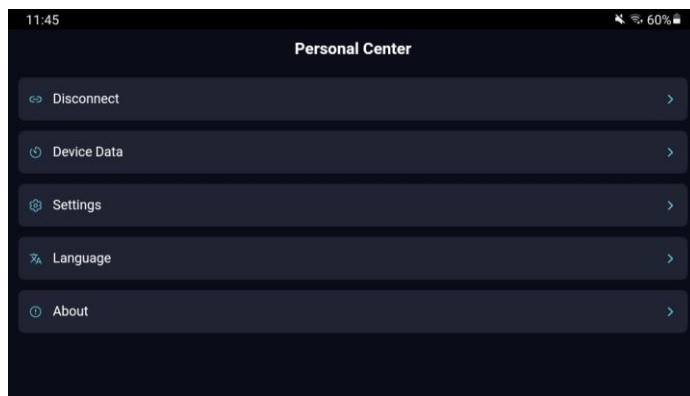 11:45
60%
Personal Center
Disconnect
Device Data
Settings
Language
About